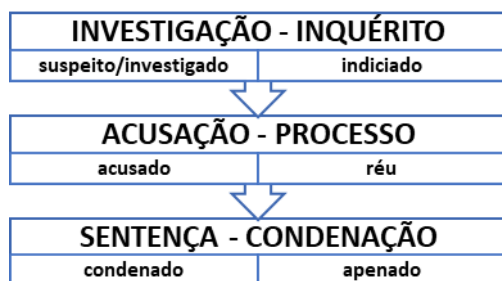 INVESTIGAÇÃO - INQUÉRITO
suspeito/investigado indiciado
ACUSAÇÃO - PROCESSO
acusado réu
SENTENÇA - CONDENAÇÃO
condenado apenado